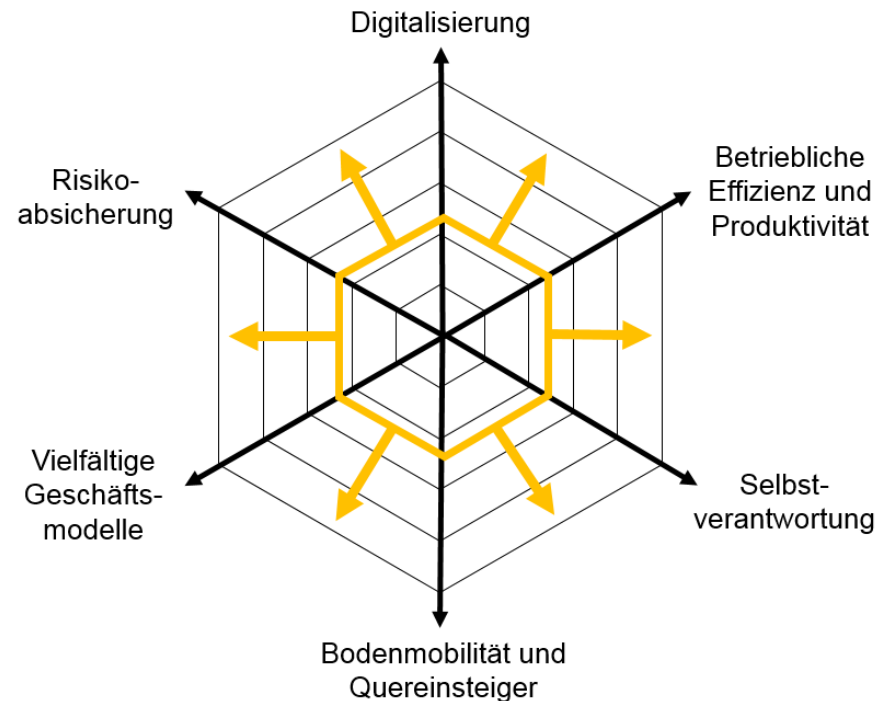 Digitalisierung
Betriebliche
Effizienz und
Produktivität
Selbst-
verantwortung
Bodenmobilität und
Quereinsteiger
Vielfältige
Geschäfts-
modelle
Risiko-
absicherung